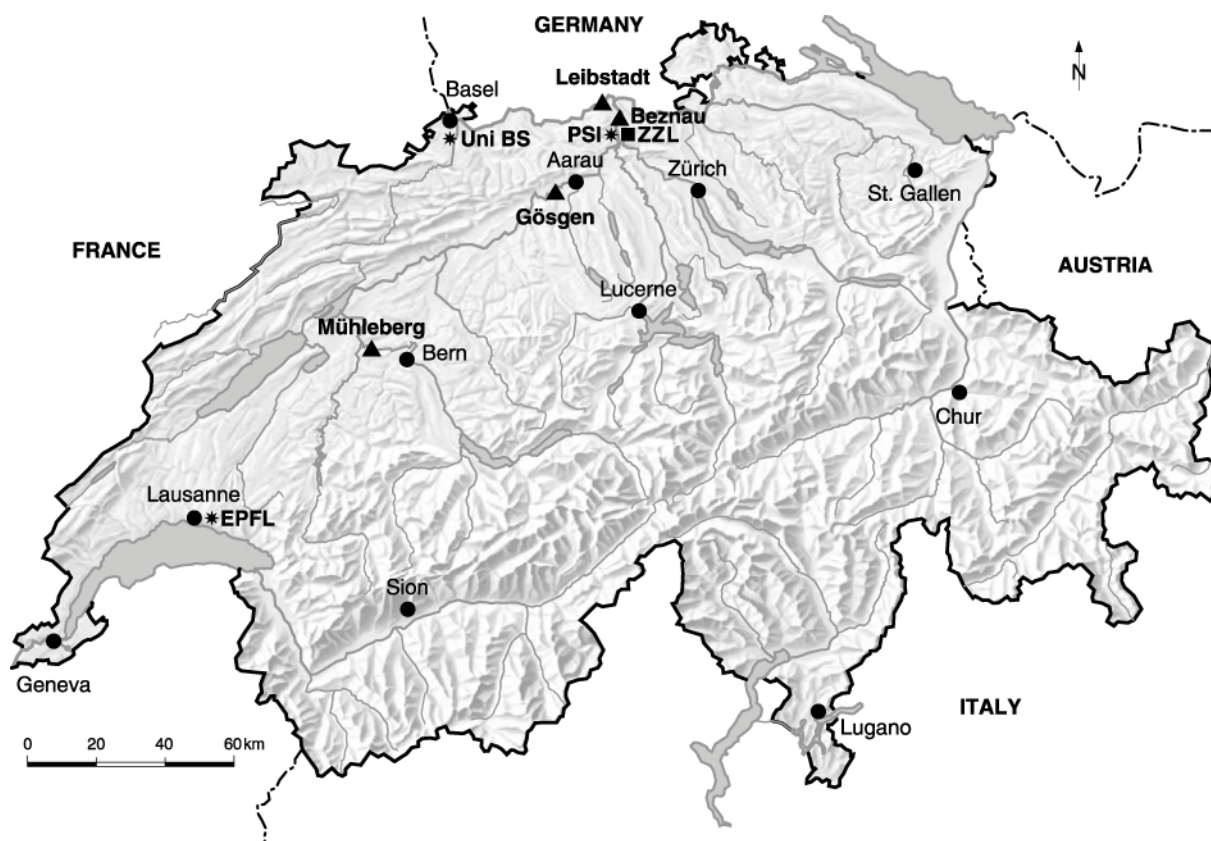 GERMANY
N
Leibstadt
Basel
Beznau
Uni BS
PSI
ZZL
Aarau
Zürich
St. Gallen
Gösgen
FRANCE
AUSTRIA
Lucerne
Mühleberg
Bern
Chur
Lausanne
EPFL
Sion
Geneva
ITALY
Lugano
0 20 40 60 km